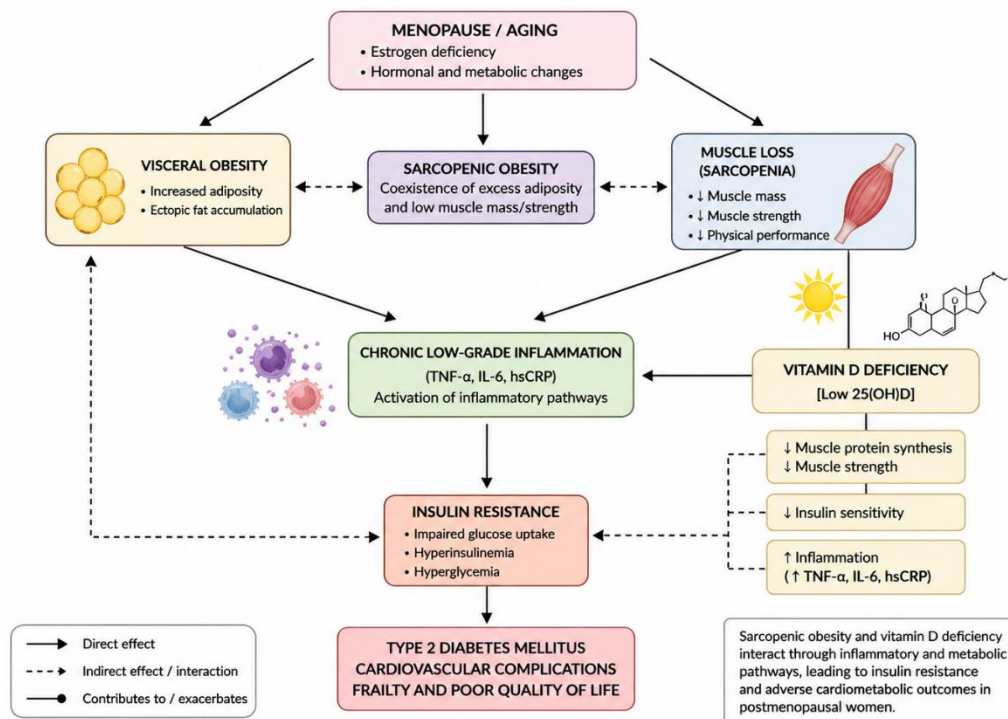 MENOPAUSE / AGING
• Estrogen deficiency
• Hormonal and metabolic changes
VISCERAL OBESITY
• Increased adiposity
• Ectopic fat accumulation
SARCOPENIC OBESITY
Coexistence of excess adiposity
and low muscle mass/strength
MUSCLE LOSS
(SARCOPENIA)
• ↓ Muscle mass
• ↓ Muscle strength
• ↓ Physical performance
O
O
HO
CHRONIC LOW-GRADE INFLAMMATION
(TNF-α, IL-6, hsCRP)
Activation of inflammatory pathways
VITAMIN D DEFICIENCY
[Low 25(OH)D]
↓ Muscle protein synthesis
↓ Muscle strength
↓ Insulin sensitivity
↑ Inflammation
(↑ TNF-α, IL-6, hsCRP)
INSULIN RESISTANCE
• Impaired glucose uptake
• Hyperinsulinemia
• Hyperglycemia
TYPE 2 DIABETES MELLITUS
CARDIOVASCULAR COMPLICATIONS
FRAILTY AND POOR QUALITY OF LIFE
Direct effect
Indirect effect / interaction
Contributes to / exacerbates
Sarcopenic obesity and vitamin D deficiency
interact through inflammatory and metabolic
pathways, leading to insulin resistance
and adverse cardiometabolic outcomes in
postmenopausal women.